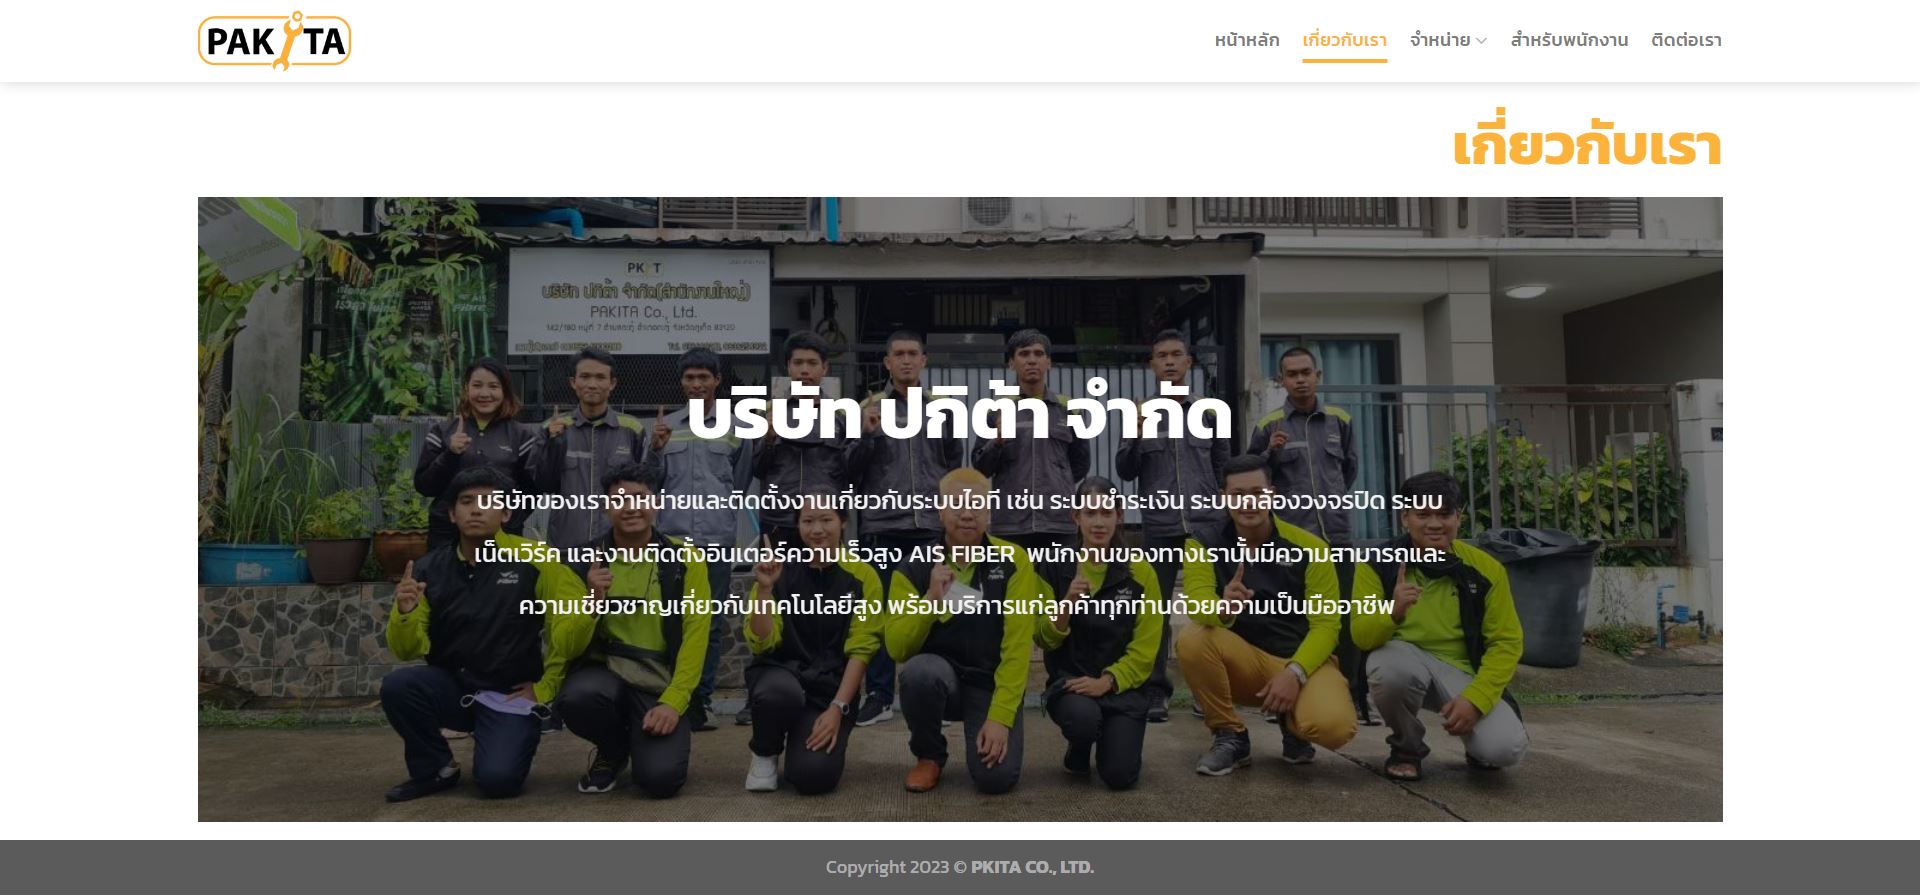 PAKITA
หน้าหลัก เกี่ยวกับเรา จำหน่าย สำหรับพนักงาน ติดต่อเรา
เกี่ยวกับเรา
บริษัท ปกิต้า จำกัด(สำนักงานใหญ่)
PAKITA Co., Ltd.
บริษัท ปกิต้า จำกัด
บริษัทของเราจำหน่ายและติดตั้งงานเกี่ยวกับระบบไอที เช่น ระบบชำระเงิน ระบบกล้องวงจรปิด ระบบ
เน็ตเวิร์ค และงานติดตั้งอินเตอร์ความเร็วสูง AIS FIBER พนักงานของทางเรานั้นมีความสามารถและ
ความเชี่ยวชาญเกี่ยวกับเทคโนโลยีสูง พร้อมบริการแก่ลูกค้าทุกท่านด้วยความเป็นมืออาชีพ
Copyright 2023 © PKITA CO., LTD.